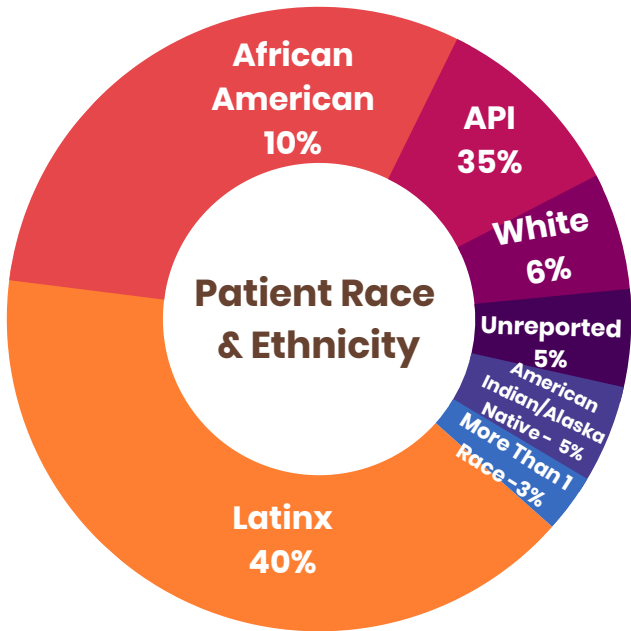 African
American
10%
API
35%
White
6%
Patient Race
& Ethnicity
Unreported
5%
American
Indian/Alaska
Native - 5%
More Than 1
Race -3%
Latinx
40%